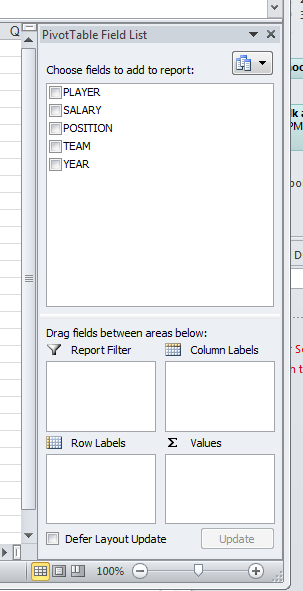 Q
PivotTable Field List
Choose fields to add to report:
PLAYER
SALARY
POSITION
TEAM
YEAR
Drag fields between areas below:
Report Filter
Column Labels
Row Labels
Σ Values
Defer Layout Update
Update
100%